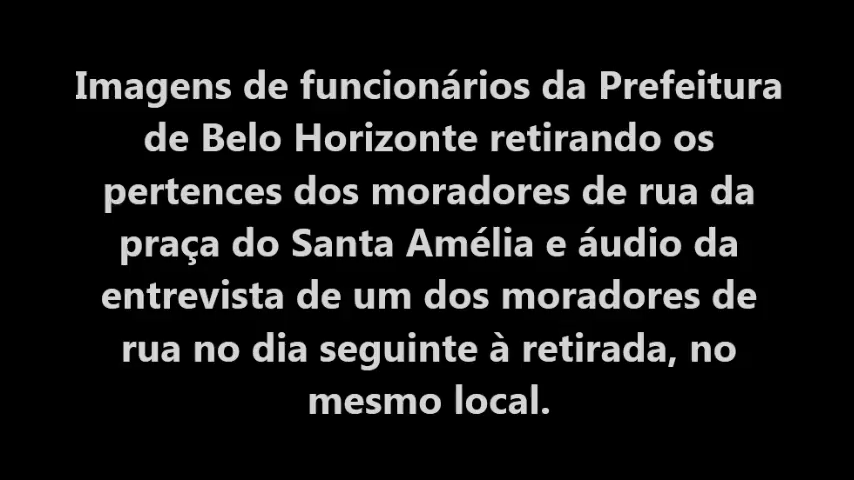 Imagens de funcionários da Prefeitura
de Belo Horizonte retirando os
pertences dos moradores de rua da
praça do Santa Amélia e áudio da
entrevista de um dos moradores de
rua no dia seguinte à retirada, no
mesmo local.